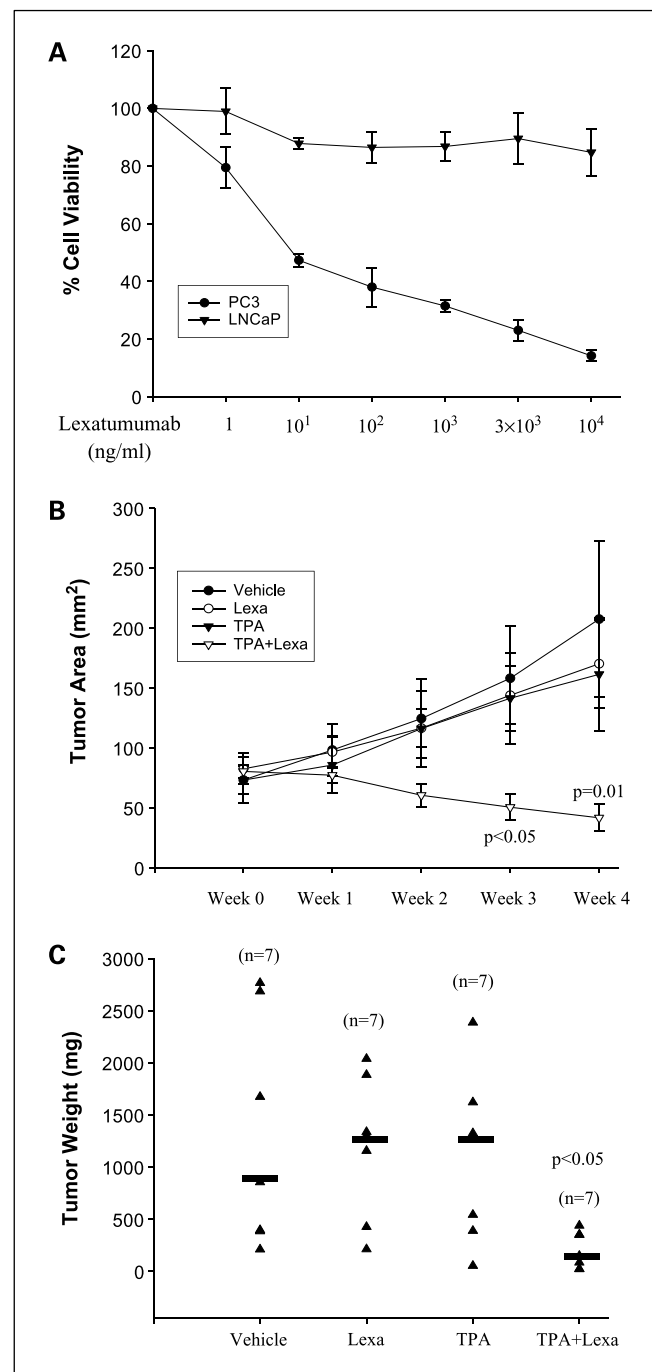 A
120
100
80
60
40
20
0
% Cell Viability
PC3
LNCaP
Lexatumumab
(ng/ml)
1 10¹ 10² 10³ 3×10³ 10⁴
B
300
250
200
150
100
50
0
Tumor Area (mm²)
Vehicle
Lexa
TPA
TPA+Lexa
p=0.01
p<0.05
Week 0 Week 1 Week 2 Week 3 Week 4
C
3000
2500
2000
1500
1000
500
0
Tumor Weight (mg)
(n=7)
(n=7)
(n=7)
p<0.05
(n=7)
Vehicle Lexa TPA TPA+Lexa